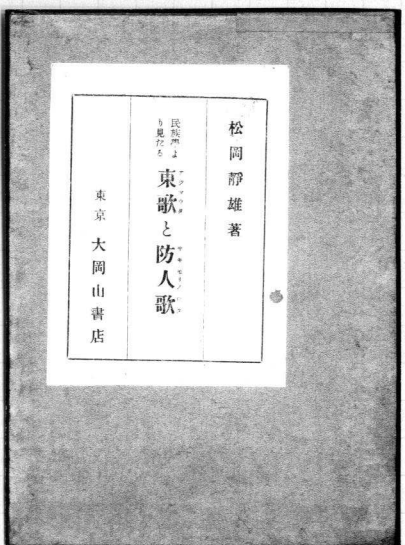 松岡靜雄著
民族學よ
り見たる
東歌と防人歌
東京 大岡山書店